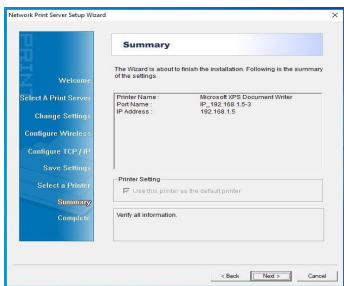 Network Print Server Setup Wizard
PRINT
Welcome
Select A Print Server
Change Settings
Configure Wireless
Configure TCP / IP
Save Settings
Select a Printer
Summary
Complete
Summary
The Wizard is about to finish the installation. Following is the summary
of the settings.
Printer Name : Microsoft XPS Document Writer
Port Name : IP_192.168.1.5-3
IP Address : 192.168.1.5
Printer Setting
Use this printer as the default printer
Verify all information.
< Back Next > Cancel